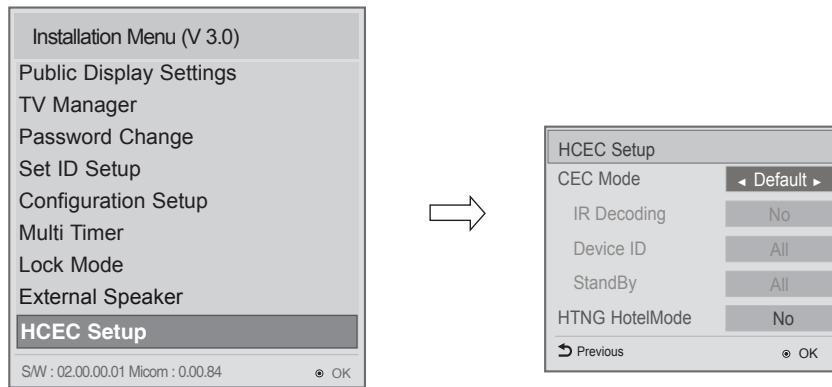 Installation Menu (V 3.0)
Public Display Settings
TV Manager
Password Change
Set ID Setup
Configuration Setup
Multi Timer
Lock Mode
External Speaker
HCEC Setup
S/W : 02.00.00.01 Micom : 0.00.84 OK
HCEC Setup
CEC Mode ◄ Default ►
IR Decoding No
Device ID All
StandBy All
HTNG HotelMode No
Previous OK